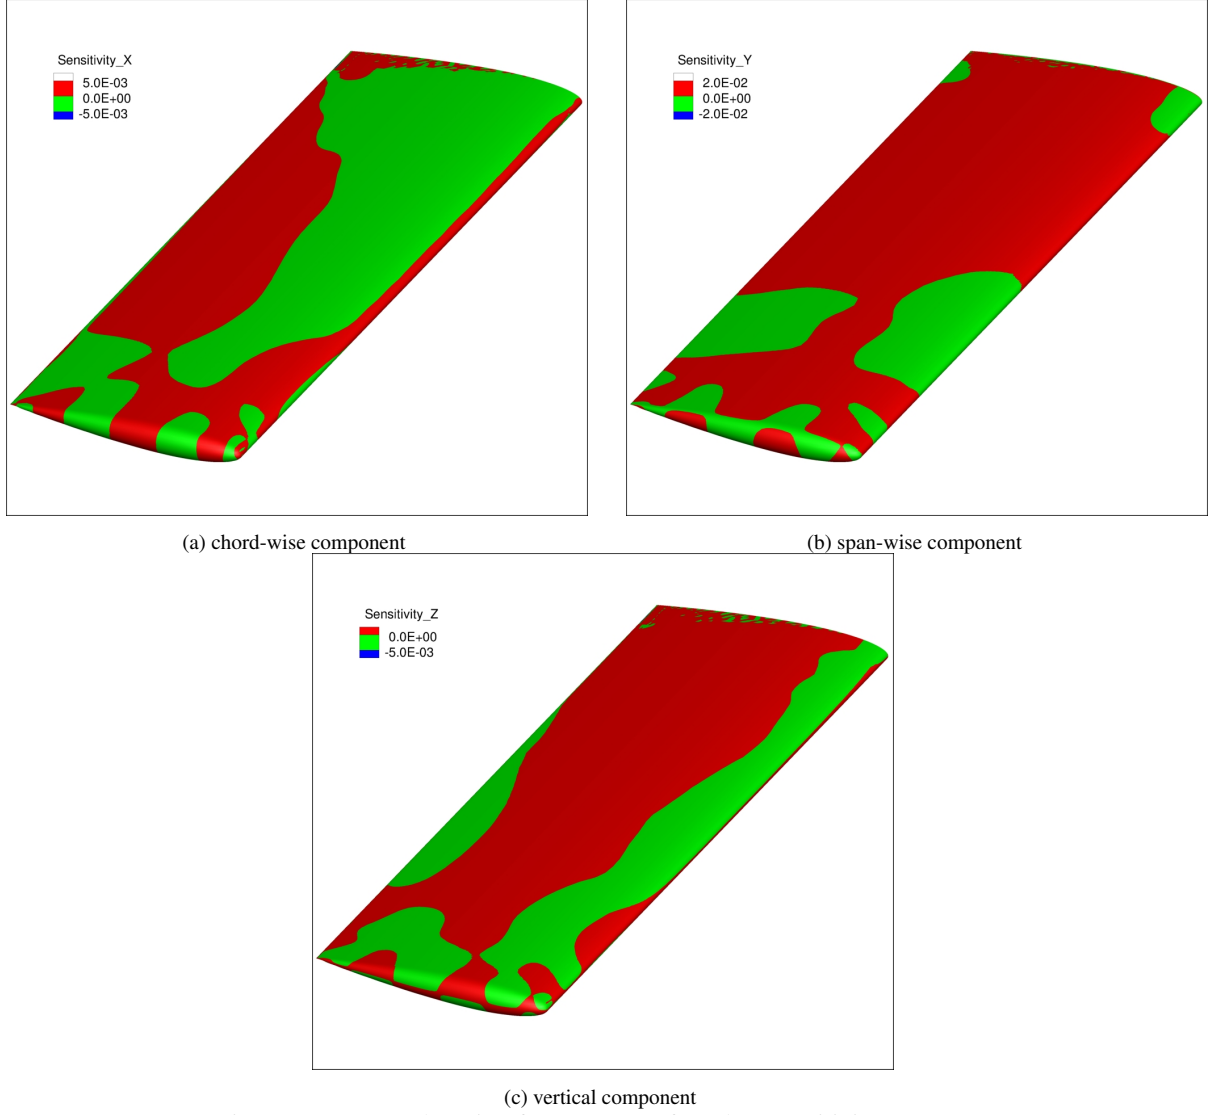 Sensitivity_X
5.0E-03
0.0E+00
-5.0E-03
Sensitivity_Y
2.0E-02
0.0E+00
-2.0E-02
(a) chord-wise component
(b) span-wise component
Sensitivity_Z
0.0E+00
-5.0E-03
(c) vertical component